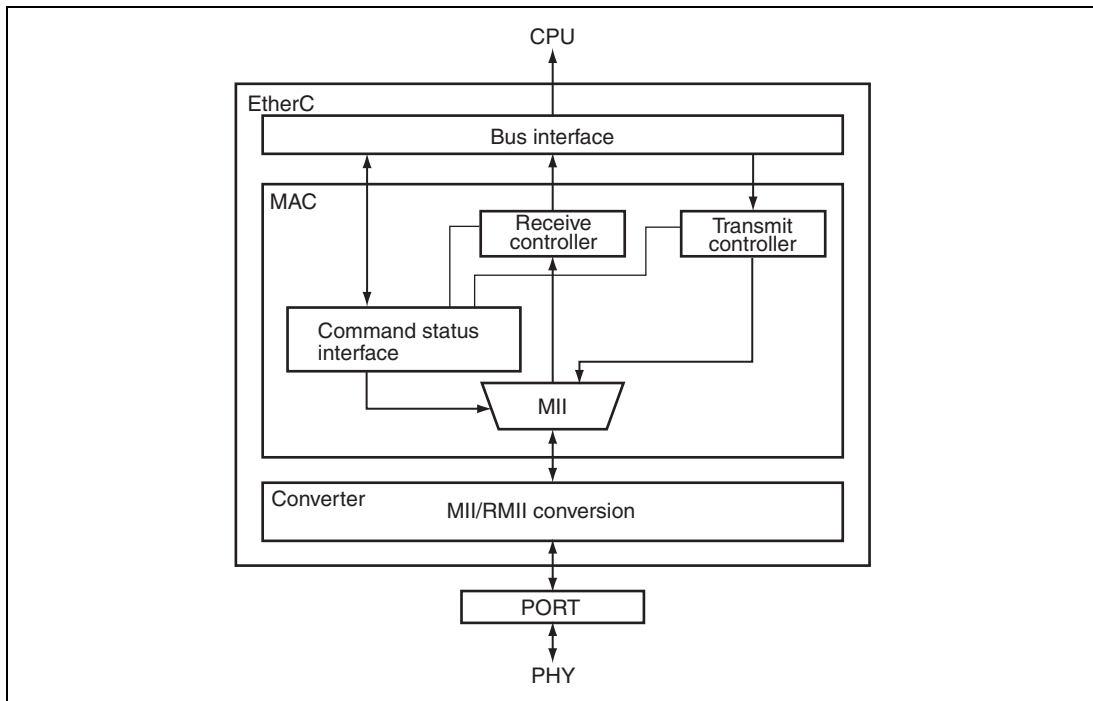 CPU
EtherC
Bus interface
MAC
Receive
controller
Transmit
controller
Command status
interface
MII
Converter
MII/RMII conversion
PORT
PHY